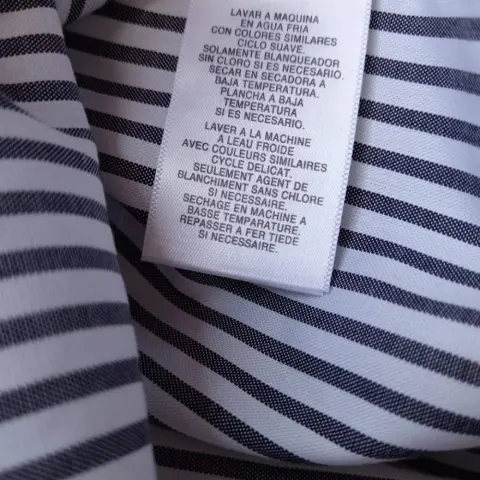 LAVAR A MAQUINA
EN AGUA FRIA
CON COLORES SIMILARES
CICLO SUAVE.
SOLAMENTE BLANQUEADOR
SIN CLORO SI ES NECESARIO.
SECAR EN SECADORA A
BAJA TEMPERATURA.
PLANCHA A BAJA
TEMPERATURA
SI ES NECESARIO.
LAVER A LA MACHINE
A LEAU FROIDE
AVEC COULEURS SIMILAIRES
CYCLE DELICAT.
SEULEMENT AGENT DE
BLANCHIMENT SANS CHLORE
SI NECESSAIRE.
SECHAGE EN MACHINE A
BASSE TEMPARATURE.
REPASSER A FER TIEDE
SI NECESSAIRE.